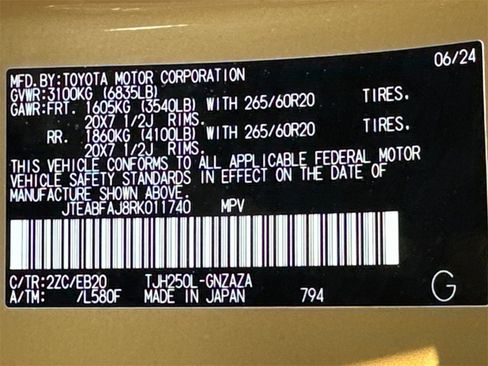 MFD.BY:TOYOTA MOTOR CORPORATION 06/24
GVWR:3100KG (6835LB)
GAWR:FRT. 1605KG (3540LB) WITH 265/60R20 TIRES.
20X7 1/2J RIMS.
RR. 1860KG (4100LB) WITH 265/60R20 TIRES.
20X7 1/2J RIMS.
THIS VEHICLE CONFORMS TO ALL APPLICABLE FEDERAL MOTOR
VEHICLE SAFETY STANDARDS IN EFFECT ON THE DATE OF
MANUFACTURE SHOWN ABOVE.
JTEABFAJ8RK011740 MPV
C/TR:2ZC/EB20 TJH250L-GNZAZA
A/TM: /L580F MADE IN JAPAN 794 G